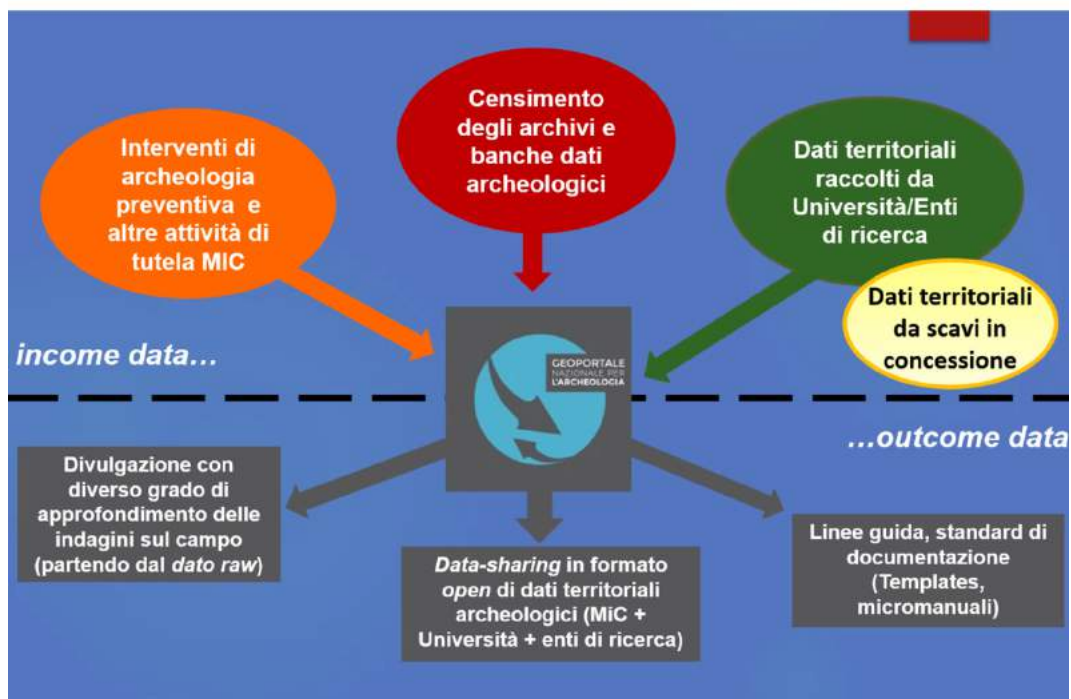 Interventi di
archeologia
preventiva e
altre attività di
tutela MIC
Censimento
degli archivi e
banche dati
archeologici
Dati territoriali
raccolti da
Università/Enti
di ricerca
Dati territoriali
da scavi in
concessione
income data...
GEOPORTALE
NAZIONALE PER
L'ARCHEOLOGIA
...outcome data
Divulgazione con
diverso grado di
approfondimento delle
indagini sul campo
(partendo dal dato raw)
Data-sharing in formato
open di dati territoriali
archeologici (MiC +
Università + enti di ricerca)
Linee guida, standard di
documentazione
(Templates,
micromanuali)